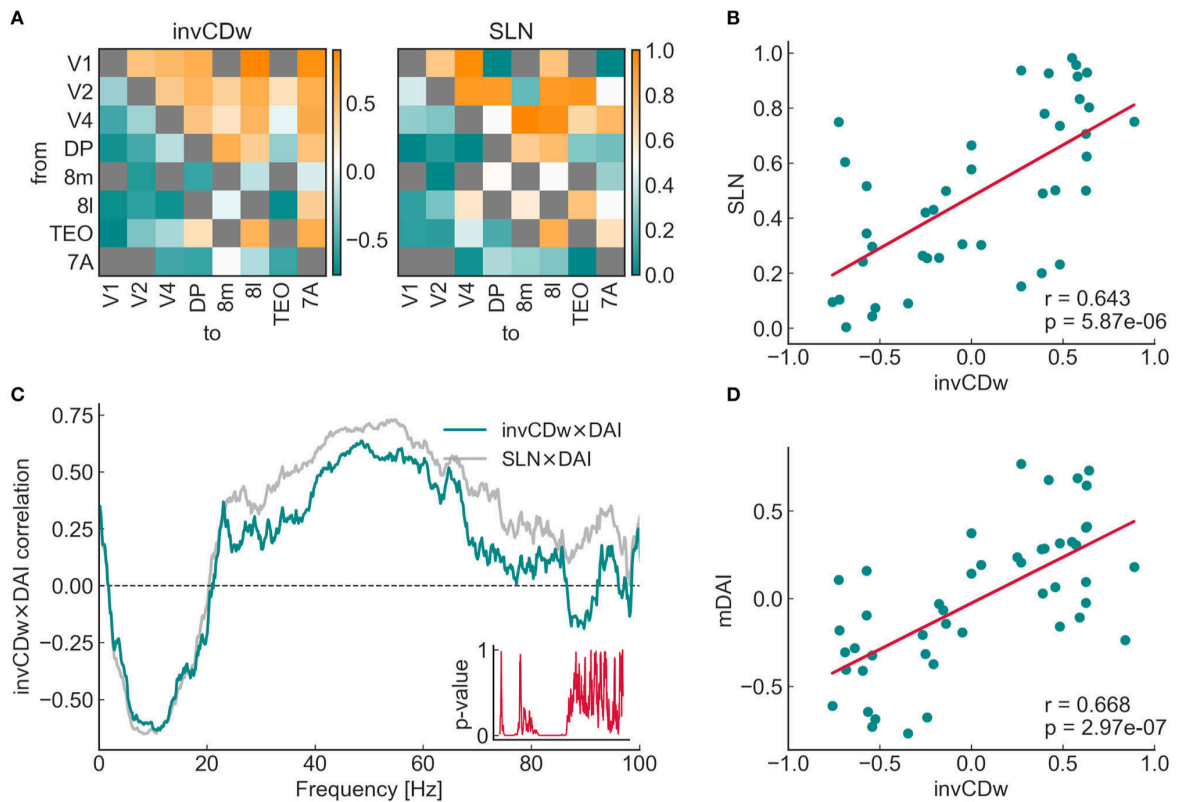 A
invCDw
SLN
from
V1
V2
V4
DP
8m
8l
TEO
7A
V1 V2 V4 DP 8m 8l TEO 7A
to
0.5
0.0
−0.5
V1 V2 V4 DP 8m 8l TEO 7A
to
1.0
0.8
0.6
0.4
0.2
0.0
B
SLN
1.0
0.8
0.6
0.4
0.2
0.0
r = 0.643
p = 5.87e-06
−1.0 −0.5 0.0 0.5 1.0
invCDw
C
invCDw×DAI correlation
0.75
0.50
0.25
0.00
−0.25
−0.50
invCDw×DAI
SLN×DAI
p-value
1
0
0 20 40 60 80 100
Frequency [Hz]
D
mDAI
0.5
0.0
−0.5
r = 0.668
p = 2.97e-07
−1.0 −0.5 0.0 0.5 1.0
invCDw